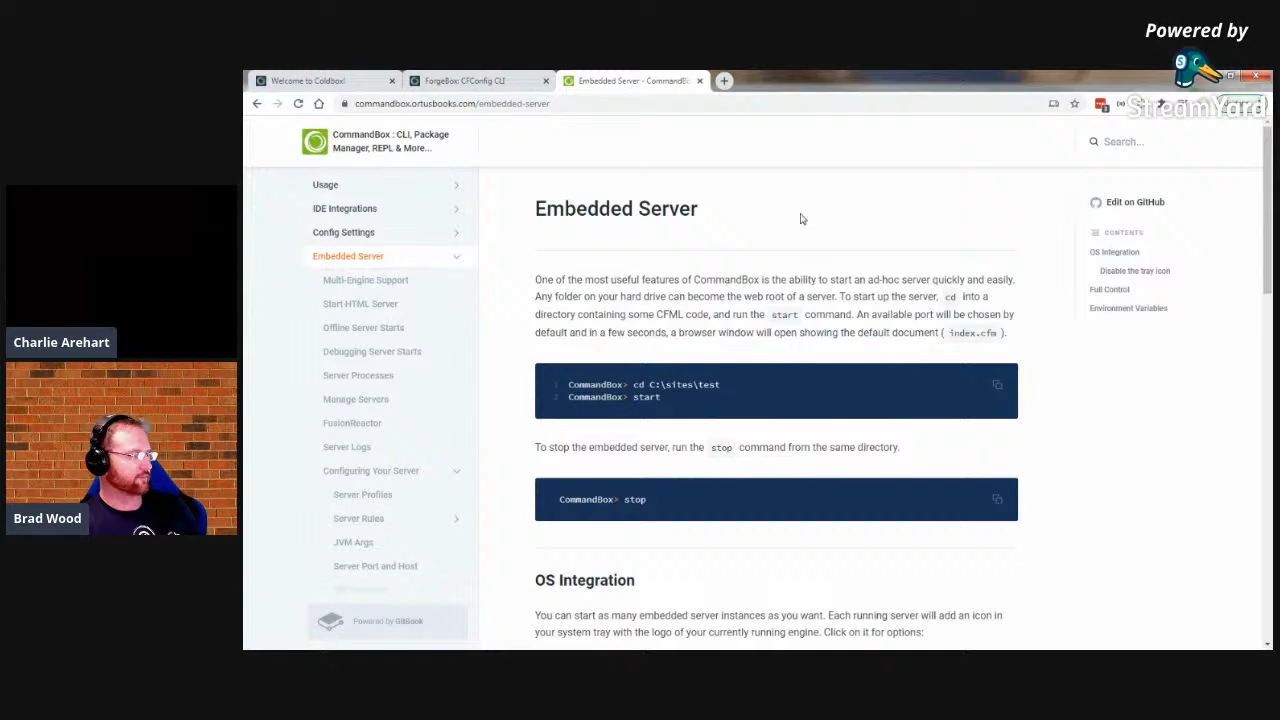 Powered by
StreamYard
Welcome to Coldbox!
ForgeBox: CFConfig CLI
Embedded Server - CommandBo
commandbox.ortusbooks.com/embedded-server
CommandBox : CLI, Package
Manager, REPL & More...
Search...
Usage
IDE Integrations
Config Settings
Embedded Server
Multi-Engine Support
Start HTML Server
Offline Server Starts
Debugging Server Starts
Server Processes
Manage Servers
FusionReactor
Server Logs
Configuring Your Server
Server Profiles
Server Rules
JVM Args
Server Port and Host
Powered by GitBook
Embedded Server
One of the most useful features of CommandBox is the ability to start an ad-hoc server quickly and easily.
Any folder on your hard drive can become the web root of a server. To start up the server, cd into a
directory containing some CFML code, and run the start command. An available port will be chosen by
default and in a few seconds, a browser window will open showing the default document ( index.cfm ).
1 CommandBox> cd C:\sites\test
2 CommandBox> start
To stop the embedded server, run the stop command from the same directory.
CommandBox> stop
OS Integration
You can start as many embedded server instances as you want. Each running server will add an icon in
your system tray with the logo of your currently running engine. Click on it for options:
Edit on GitHub
CONTENTS
OS Integration
Disable the tray icon
Full Control
Environment Variables
Charlie Arehart
Brad Wood